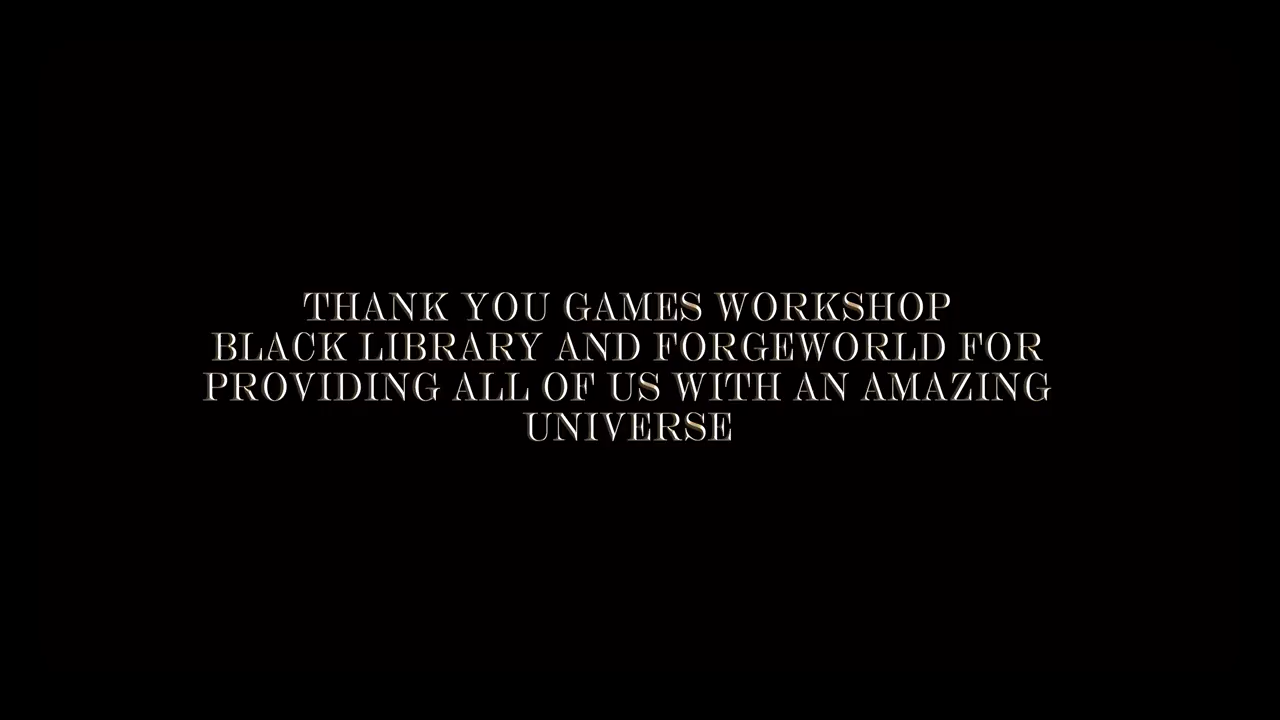 THANK YOU GAMES WORKSHOP
BLACK LIBRARY AND FORGEWORLD FOR
PROVIDING ALL OF US WITH AN AMAZING
UNIVERSE